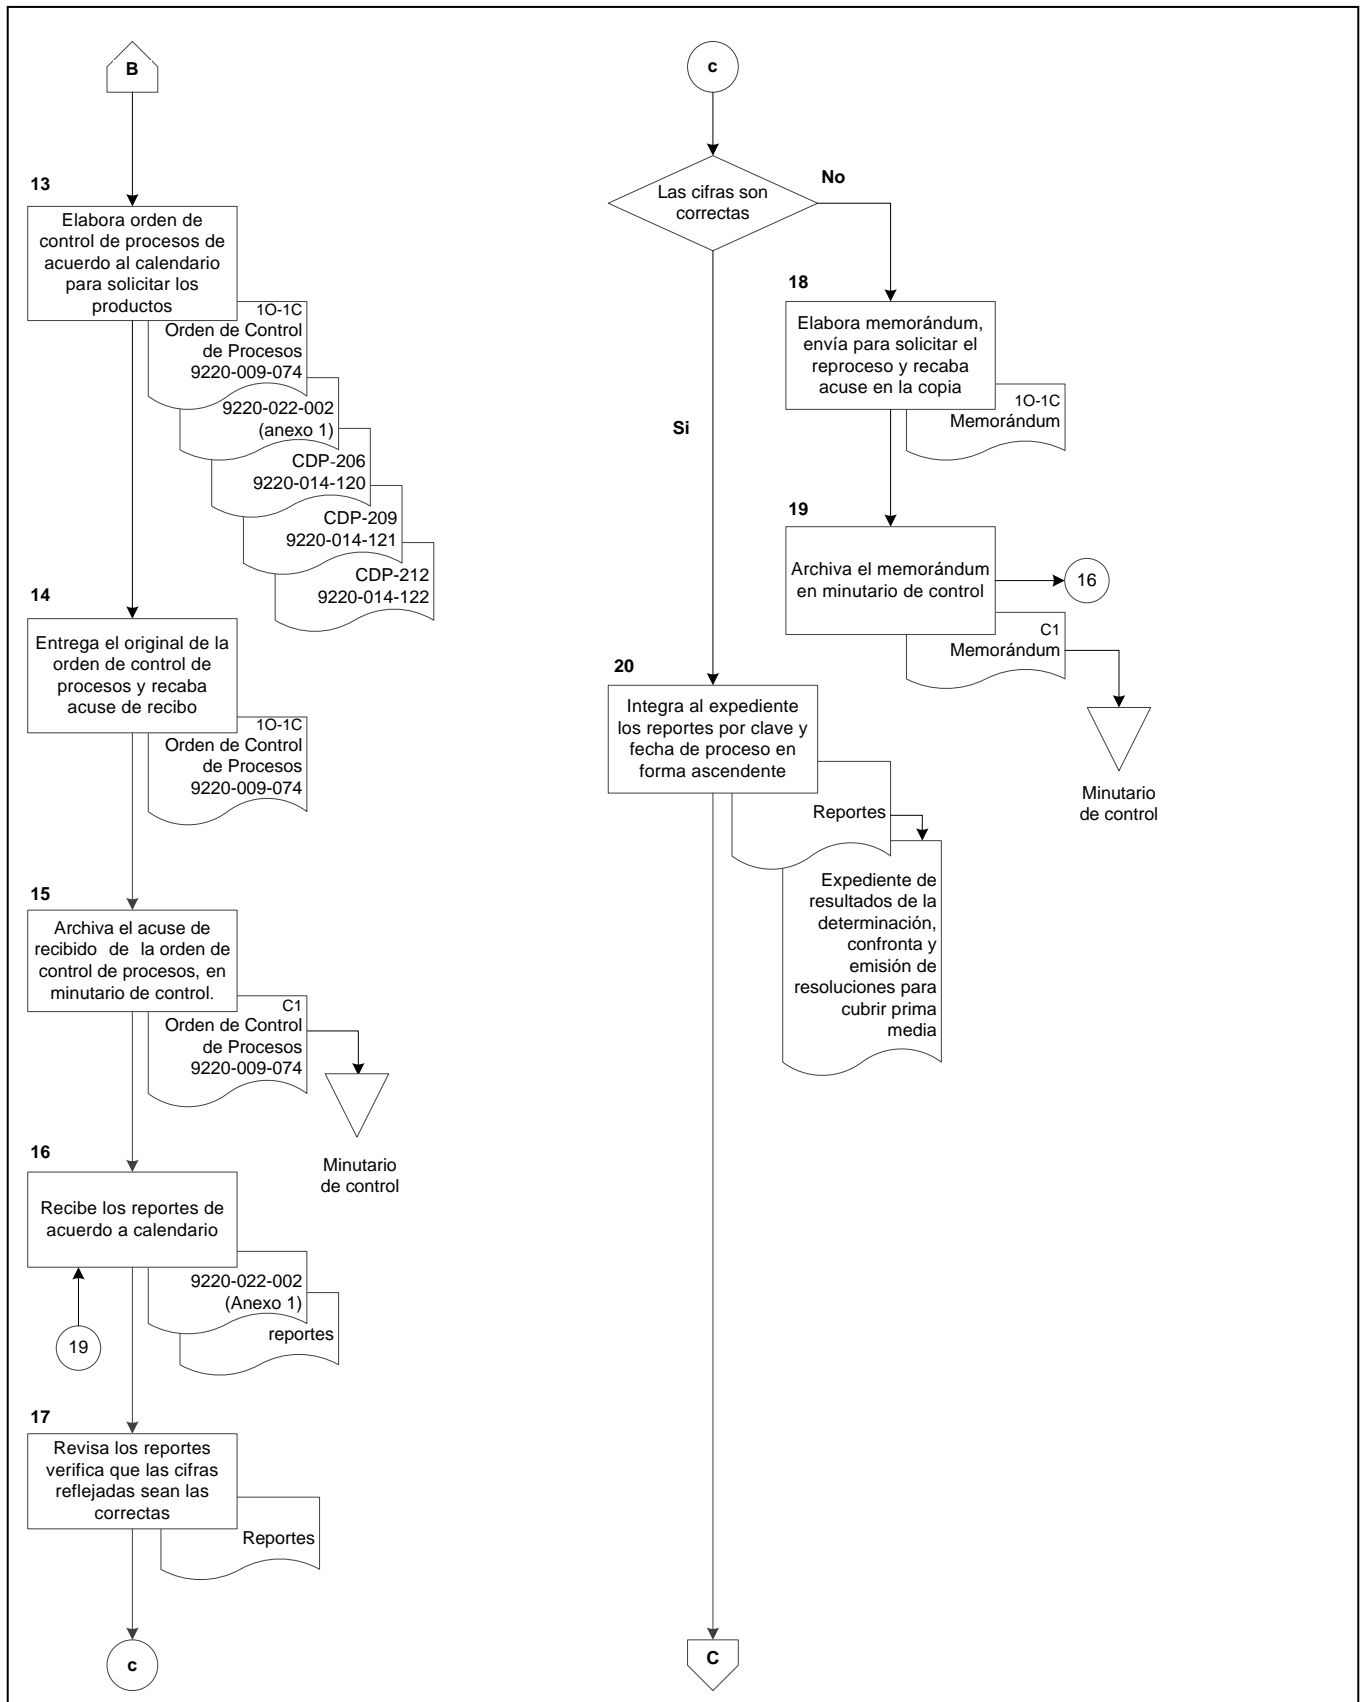 B
13
Elabora orden de
control de procesos de
acuerdo al calendario
para solicitar los
productos
1O-1C
Orden de Control
de Procesos
9220-009-074
9220-022-002
(anexo 1)
CDP-206
9220-014-120
CDP-209
9220-014-121
CDP-212
9220-014-122
14
Entrega el original de la
orden de control de
procesos y recaba
acuse de recibo
1O-1C
Orden de Control
de Procesos
9220-009-074
15
Archiva el acuse de
recibido de la orden de
control de procesos, en
minutario de control.
C1
Orden de Control
de Procesos
9220-009-074
Minutario
de control
16
Recibe los reportes de
acuerdo a calendario
9220-022-002
(Anexo 1)
reportes
19
17
Revisa los reportes
verifica que las cifras
reflejadas sean las
correctas
Reportes
c
c
Las cifras son
correctas
No
Si
18
Elabora memorándum,
envía para solicitar el
reproceso y recaba
acuse en la copia
1O-1C
Memorándum
19
Archiva el memorándum
en minutario de control
16
C1
Memorándum
Minutario
de control
20
Integra al expediente
los reportes por clave y
fecha de proceso en
forma ascendente
Reportes
Expediente de
resultados de la
determinación,
confronta y
emisión de
resoluciones para
cubrir prima
media
C